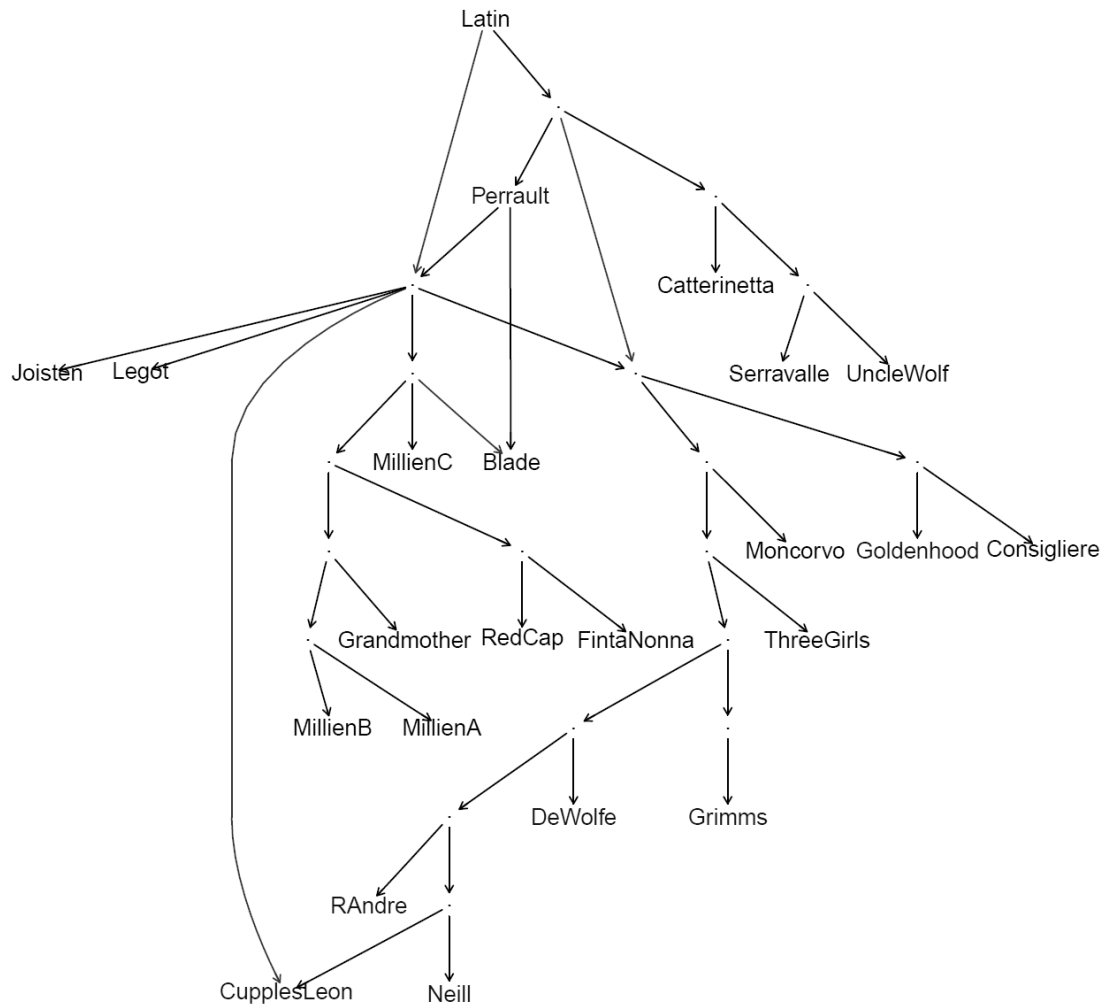 Latin
Perrault
Catterinetta
Joisten
Legot
Serravalle
UncleWolf
MillienC
Blade
Moncorvo
Goldenhood
Consigliere
Grandmother
RedCap
FintaNonna
ThreeGirls
MillienB
MillienA
DeWolfe
Grimms
RAndre
CupplesLeon
Neill